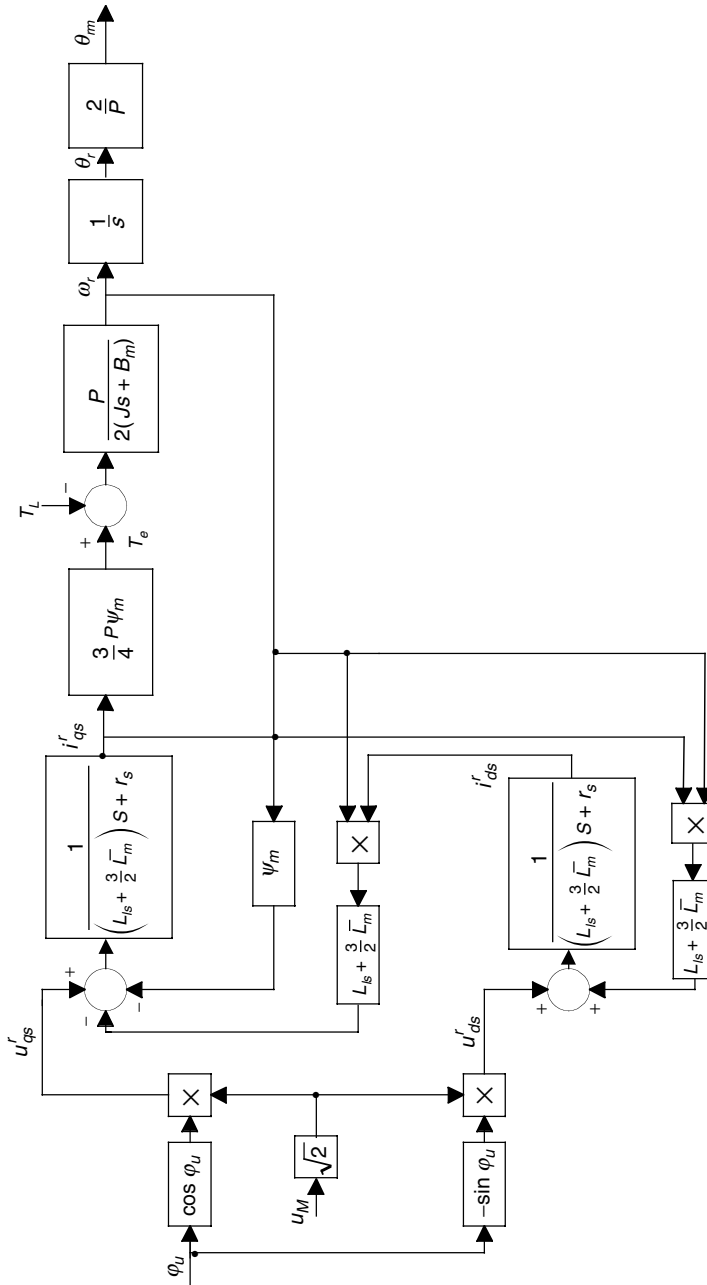 φ_u
cos φ_u
×
u^r_qs
+
−
−
1
(L_ls + 3/2 L̄_m) s + r_s
i^r_qs
3/4 P ψ_m
T_e
+
T_L
−
P
2(Js + B_m)
ω_r
1/s
θ_r
2/P
θ_rm
ψ_m
L_ls + 3/2 L̄_m
×
u_M
√2
−sin φ_u
×
u^r_ds
+
+
1
(L_ls + 3/2 L̄_m) s + r_s
i^r_ds
L_ls + 3/2 L̄_m
×